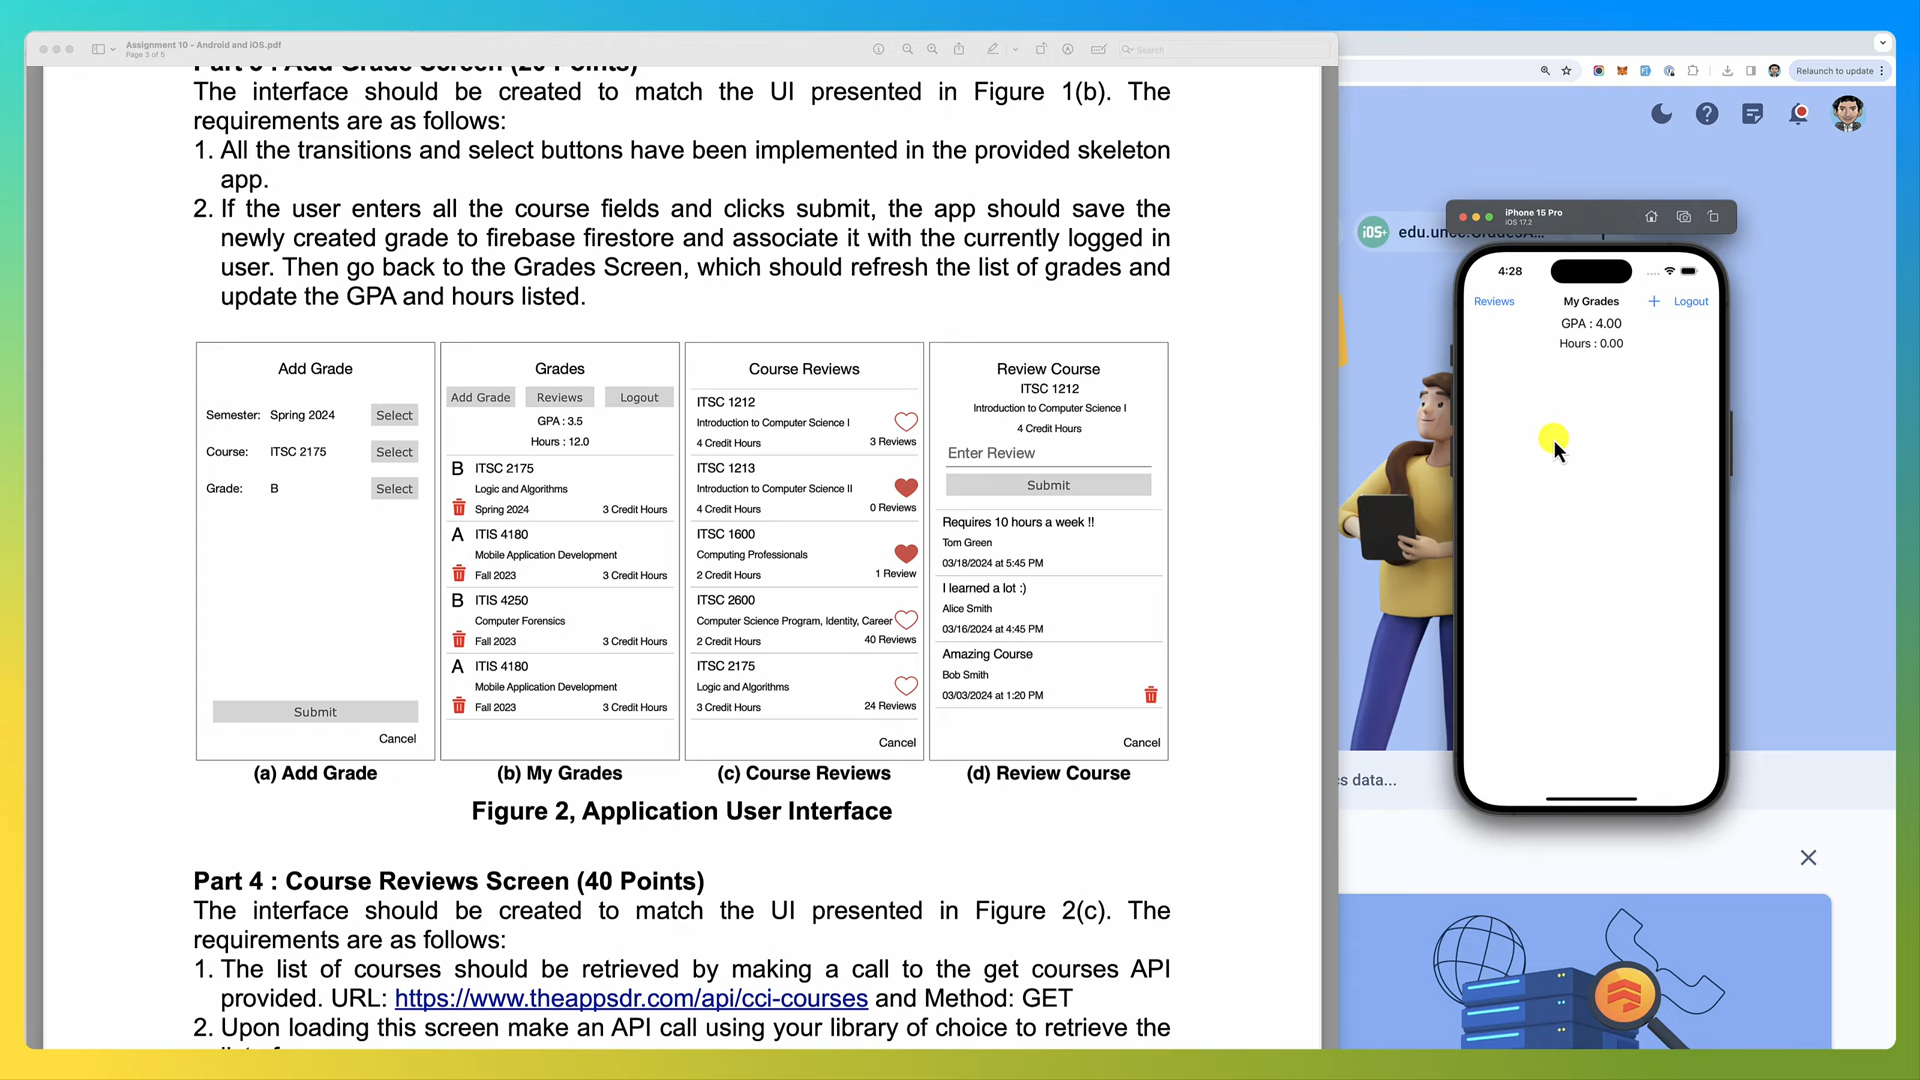 Assignment 10 - Android and iOS.pdf
Page 3 of 5
Search
Relaunch to update
The interface should be created to match the UI presented in Figure 1(b). The
requirements are as follows:
1. All the transitions and select buttons have been implemented in the provided skeleton
app.
2. If the user enters all the course fields and clicks submit, the app should save the
newly created grade to firebase firestore and associate it with the currently logged in
user. Then go back to the Grades Screen, which should refresh the list of grades and
update the GPA and hours listed.
Add Grade
Semester: Spring 2024 Select
Course: ITSC 2175 Select
Grade: B Select
Submit
Cancel
(a) Add Grade
Grades
Add Grade Reviews Logout
GPA : 3.5
Hours : 12.0
B ITSC 2175
Logic and Algorithms
Spring 2024 3 Credit Hours
A ITIS 4180
Mobile Application Development
Fall 2023 3 Credit Hours
B ITIS 4250
Computer Forensics
Fall 2023 3 Credit Hours
A ITIS 4180
Mobile Application Development
Fall 2023 3 Credit Hours
(b) My Grades
Course Reviews
ITSC 1212
Introduction to Computer Science I
4 Credit Hours 3 Reviews
ITSC 1213
Introduction to Computer Science II
4 Credit Hours 0 Reviews
ITSC 1600
Computing Professionals
2 Credit Hours 1 Review
ITSC 2600
Computer Science Program, Identity, Career
2 Credit Hours 40 Reviews
ITSC 2175
Logic and Algorithms
3 Credit Hours 24 Reviews
Cancel
(c) Course Reviews
Review Course
ITSC 1212
Introduction to Computer Science I
4 Credit Hours
Enter Review
Submit
Requires 10 hours a week !!
Tom Green
03/18/2024 at 5:45 PM
I learned a lot :)
Alice Smith
03/16/2024 at 4:45 PM
Amazing Course
Bob Smith
03/03/2024 at 1:20 PM
Cancel
(d) Review Course
Figure 2, Application User Interface
Part 4 : Course Reviews Screen (40 Points)
The interface should be created to match the UI presented in Figure 2(c). The
requirements are as follows:
1. The list of courses should be retrieved by making a call to the get courses API
provided. URL: https://www.theappsdr.com/api/cci-courses and Method: GET
2. Upon loading this screen make an API call using your library of choice to retrieve the
iOS+
iPhone 15 Pro
iOS 17.2
4:28
Reviews My Grades + Logout
GPA : 4.00
Hours : 0.00
cs data...